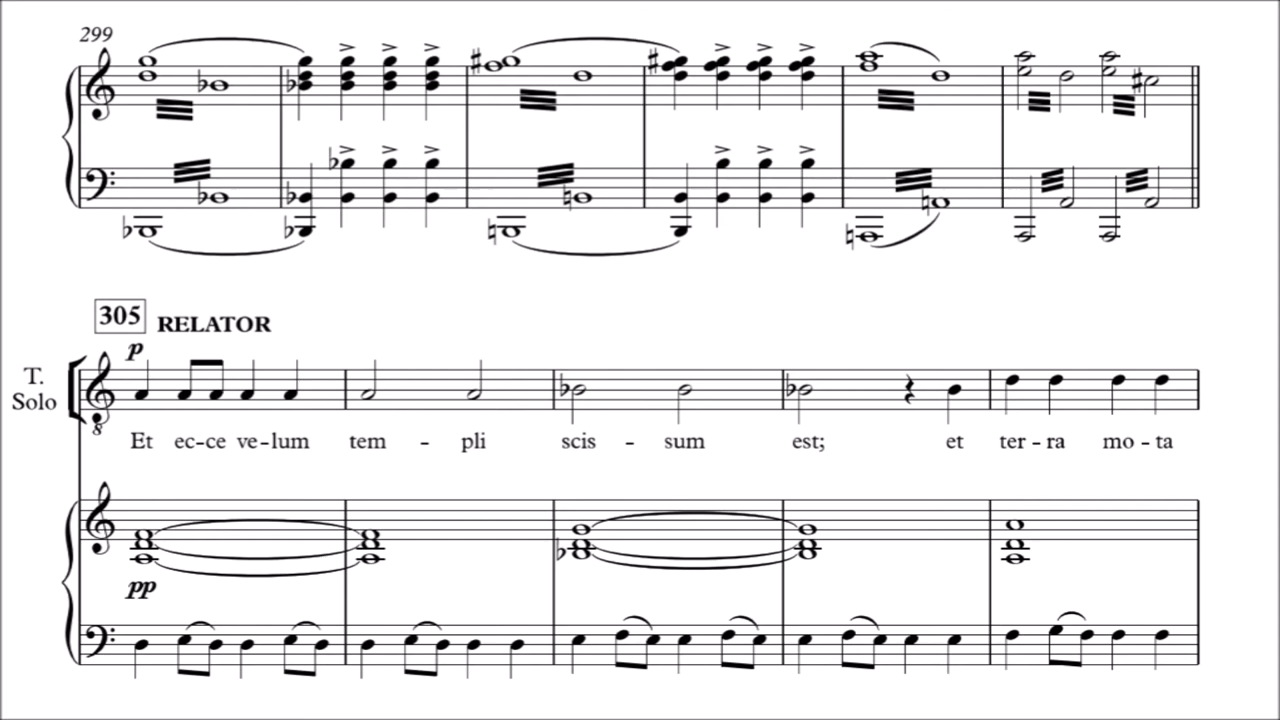 299
305 RELATOR
p
T.
Solo
8
Et ec-ce ve-lum tem - pli scis - sum est; et ter-ra mo-ta
pp